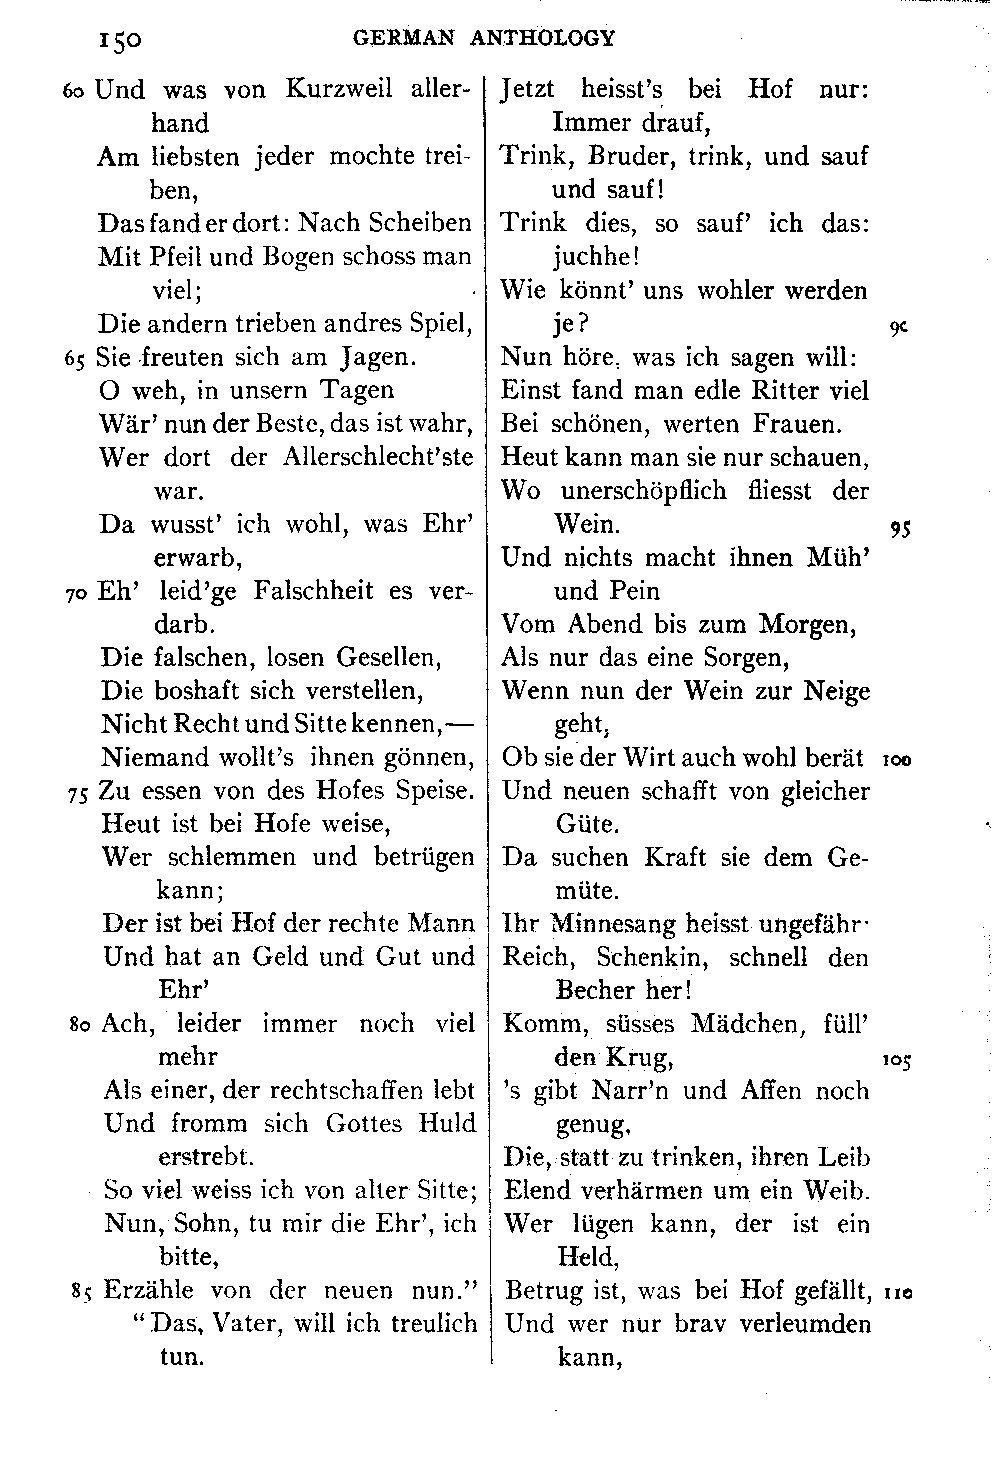 150 GERMAN ANTHOLOGY
60 Und was von Kurzweil aller-
hand
Am liebsten jeder mochte trei-
ben,
Das fand er dort: Nach Scheiben
Mit Pfeil und Bogen schoss man
viel;
Die andern trieben andres Spiel,
65 Sie freuten sich am Jagen.
O weh, in unsern Tagen
Wär' nun der Beste, das ist wahr,
Wer dort der Allerschlecht'ste
war.
Da wusst' ich wohl, was Ehr'
erwarb,
70 Eh' leid'ge Falschheit es ver-
darb.
Die falschen, losen Gesellen,
Die boshaft sich verstellen,
Nicht Recht und Sitte kennen,—
Niemand wollt's ihnen gönnen,
75 Zu essen von des Hofes Speise.
Heut ist bei Hofe weise,
Wer schlemmen und betrügen
kann;
Der ist bei Hof der rechte Mann
Und hat an Geld und Gut und
Ehr'
80 Ach, leider immer noch viel
mehr
Als einer, der rechtschaffen lebt
Und fromm sich Gottes Huld
erstrebt.
So viel weiss ich von alter Sitte;
Nun, Sohn, tu mir die Ehr', ich
bitte,
85 Erzähle von der neuen nun."
"Das, Vater, will ich treulich
tun.
Jetzt heisst's bei Hof nur:
Immer drauf,
Trink, Bruder, trink, und sauf
und sauf!
Trink dies, so sauf' ich das:
juchhe!
Wie könnt' uns wohler werden
je? 90
Nun höre, was ich sagen will:
Einst fand man edle Ritter viel
Bei schönen, werten Frauen.
Heut kann man sie nur schauen,
Wo unerschöpflich fliesst der
Wein. 95
Und nichts macht ihnen Müh'
und Pein
Vom Abend bis zum Morgen,
Als nur das eine Sorgen,
Wenn nun der Wein zur Neige
geht,
Ob sie der Wirt auch wohl berät 100
Und neuen schafft von gleicher
Güte.
Da suchen Kraft sie dem Ge-
müte.
Ihr Minnesang heisst ungefähr·
Reich, Schenkin, schnell den
Becher her!
Komm, süsses Mädchen, füll'
den Krug, 105
's gibt Narr'n und Affen noch
genug,
Die, statt zu trinken, ihren Leib
Elend verhärmen um ein Weib.
Wer lügen kann, der ist ein
Held,
Betrug ist, was bei Hof gefällt, 110
Und wer nur brav verleumden
kann,